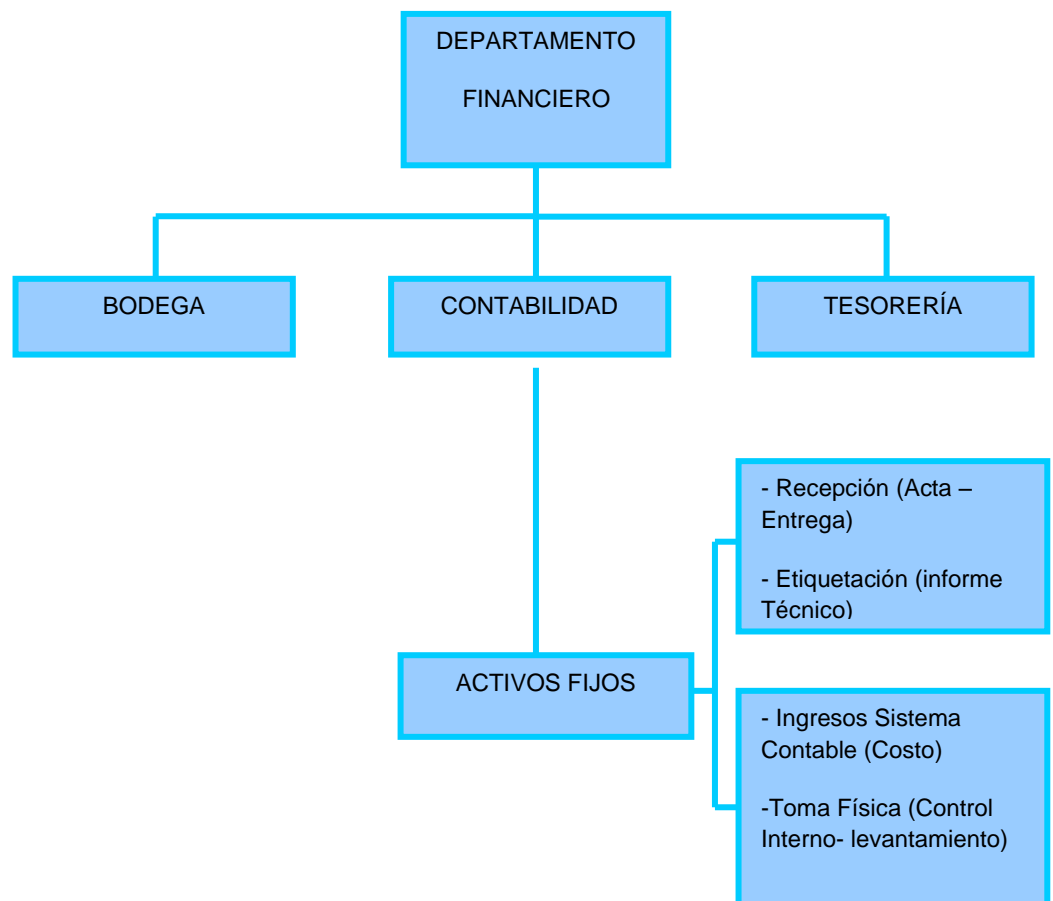 DEPARTAMENTO
FINANCIERO
BODEGA
CONTABILIDAD
TESORERÍA
- Recepción (Acta –
Entrega)
- Etiquetación (informe
Técnico)
ACTIVOS FIJOS
- Ingresos Sistema
Contable (Costo)
-Toma Física (Control
Interno- levantamiento)